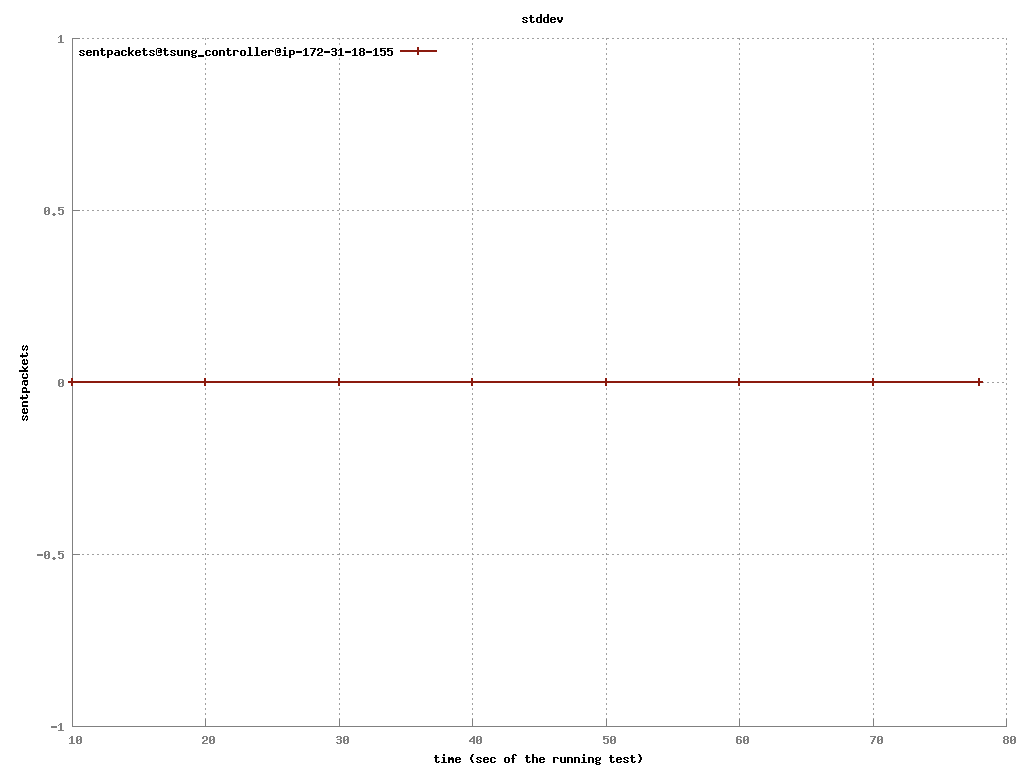 stddev
sentpackets@tsung_controller@ip-172-31-18-155
1
0.5
0
-0.5
-1
sentpackets
10 20 30 40 50 60 70 80
time (sec of the running test)